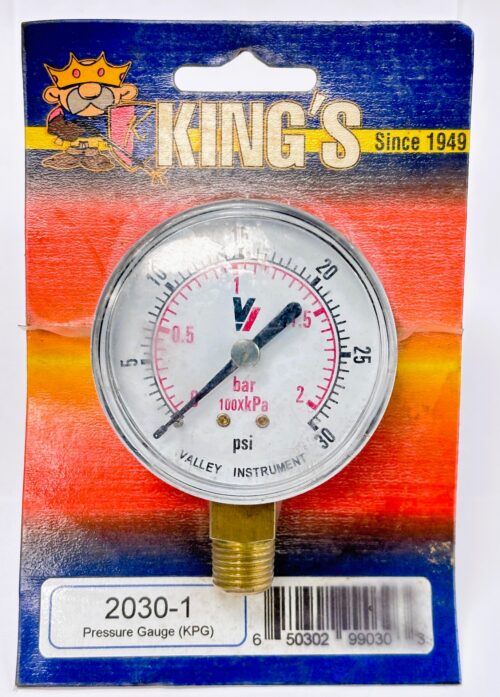 KING'S
Since 1949
15
10
20
1
5
0.5
1.5
25
0
bar
2
100XkPa
30
psi
VALLEY INSTRUMENT
2030-1
Pressure Gauge (KPG)
6 50302 99030 3